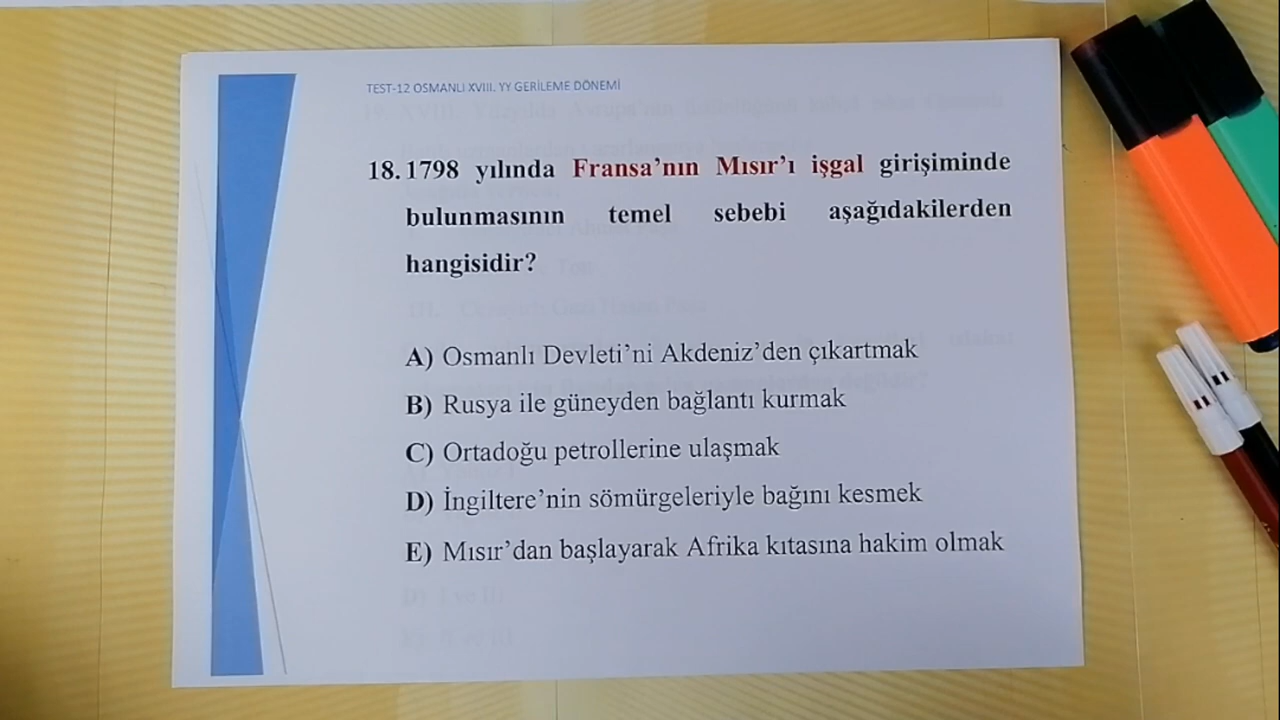 TEST-12 OSMANLI XVIII. YY GERİLEME DÖNEMİ
18. 1798 yılında Fransa'nın Mısır'ı işgal girişiminde
bulunmasının temel sebebi aşağıdakilerden
hangisidir?
A) Osmanlı Devleti'ni Akdeniz'den çıkartmak
B) Rusya ile güneyden bağlantı kurmak
C) Ortadoğu petrollerine ulaşmak
D) İngiltere'nin sömürgeleriyle bağını kesmek
E) Mısır'dan başlayarak Afrika kıtasına hakim olmak